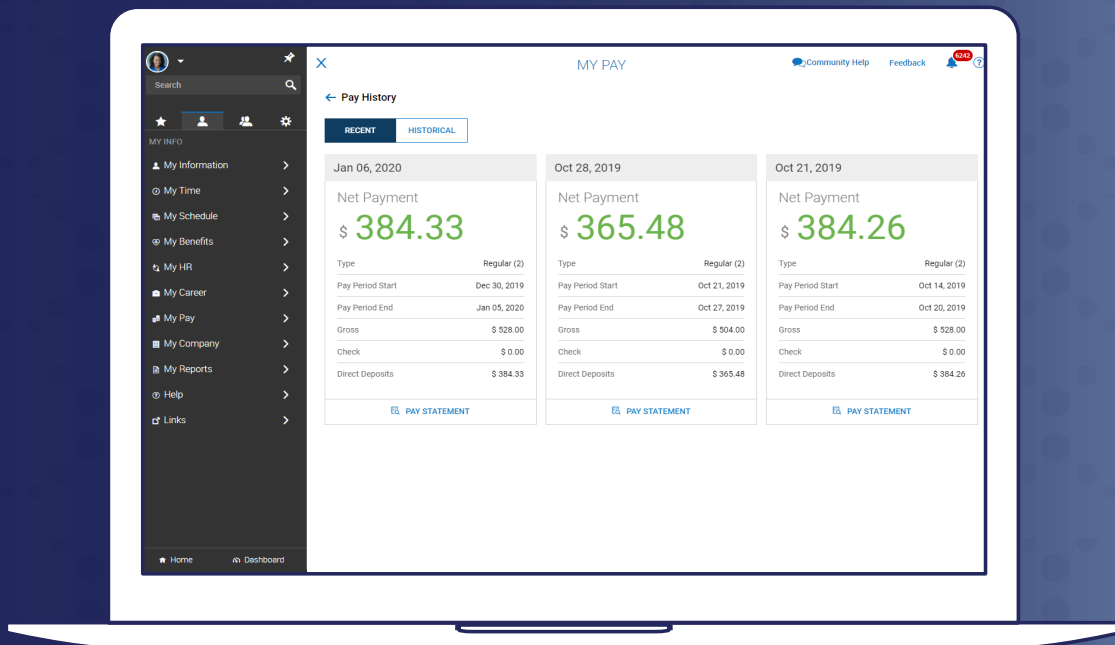 MY PAY
Community Help
Feedback
6242
?
Search
MY INFO
My Information
My Time
My Schedule
My Benefits
My HR
My Career
My Pay
My Company
My Reports
Help
Links
Home
Dashboard
Pay History
RECENT
HISTORICAL
Jan 06, 2020
Net Payment
$ 384.33
Type Regular (2)
Pay Period Start Dec 30, 2019
Pay Period End Jan 05, 2020
Gross $ 528.00
Check $ 0.00
Direct Deposits $ 384.33
PAY STATEMENT
Oct 28, 2019
Net Payment
$ 365.48
Type Regular (2)
Pay Period Start Oct 21, 2019
Pay Period End Oct 27, 2019
Gross $ 504.00
Check $ 0.00
Direct Deposits $ 365.48
PAY STATEMENT
Oct 21, 2019
Net Payment
$ 384.26
Type Regular (2)
Pay Period Start Oct 14, 2019
Pay Period End Oct 20, 2019
Gross $ 528.00
Check $ 0.00
Direct Deposits $ 384.26
PAY STATEMENT